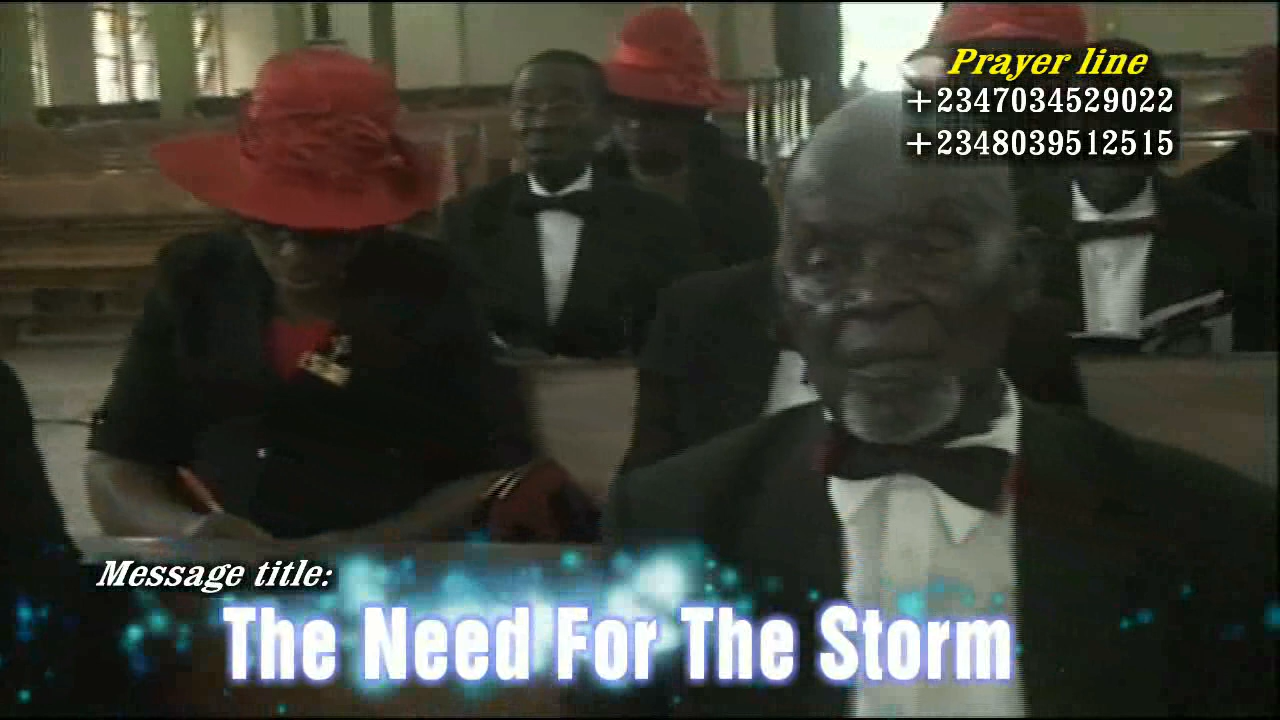 Prayer line
+2347034529022
+2348039512515
Message title:
The Need For The Storm